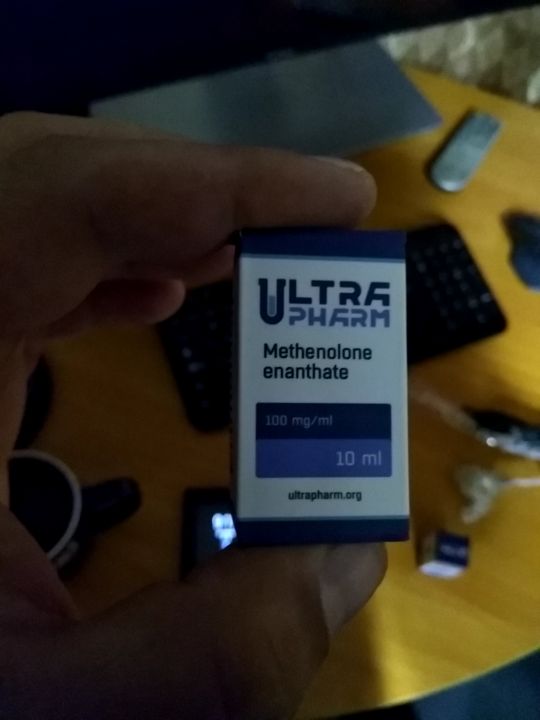 ULTRA
PHARM
Methenolone
enanthate
100 mg/ml
10 ml
ultrapharm.org